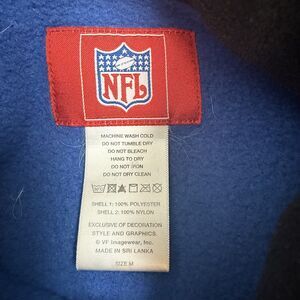 NFL
MACHINE WASH COLD
DO NOT TUMBLE DRY
DO NOT BLEACH
HANG TO DRY
DO NOT IRON
DO NOT DRY CLEAN
SHELL 1: 100% POLYESTER
SHELL 2: 100% NYLON
EXCLUSIVE OF DECORATION
STYLE AND GRAPHICS.
© VF Imagewear, Inc.
MADE IN SRI LANKA
SIZE M